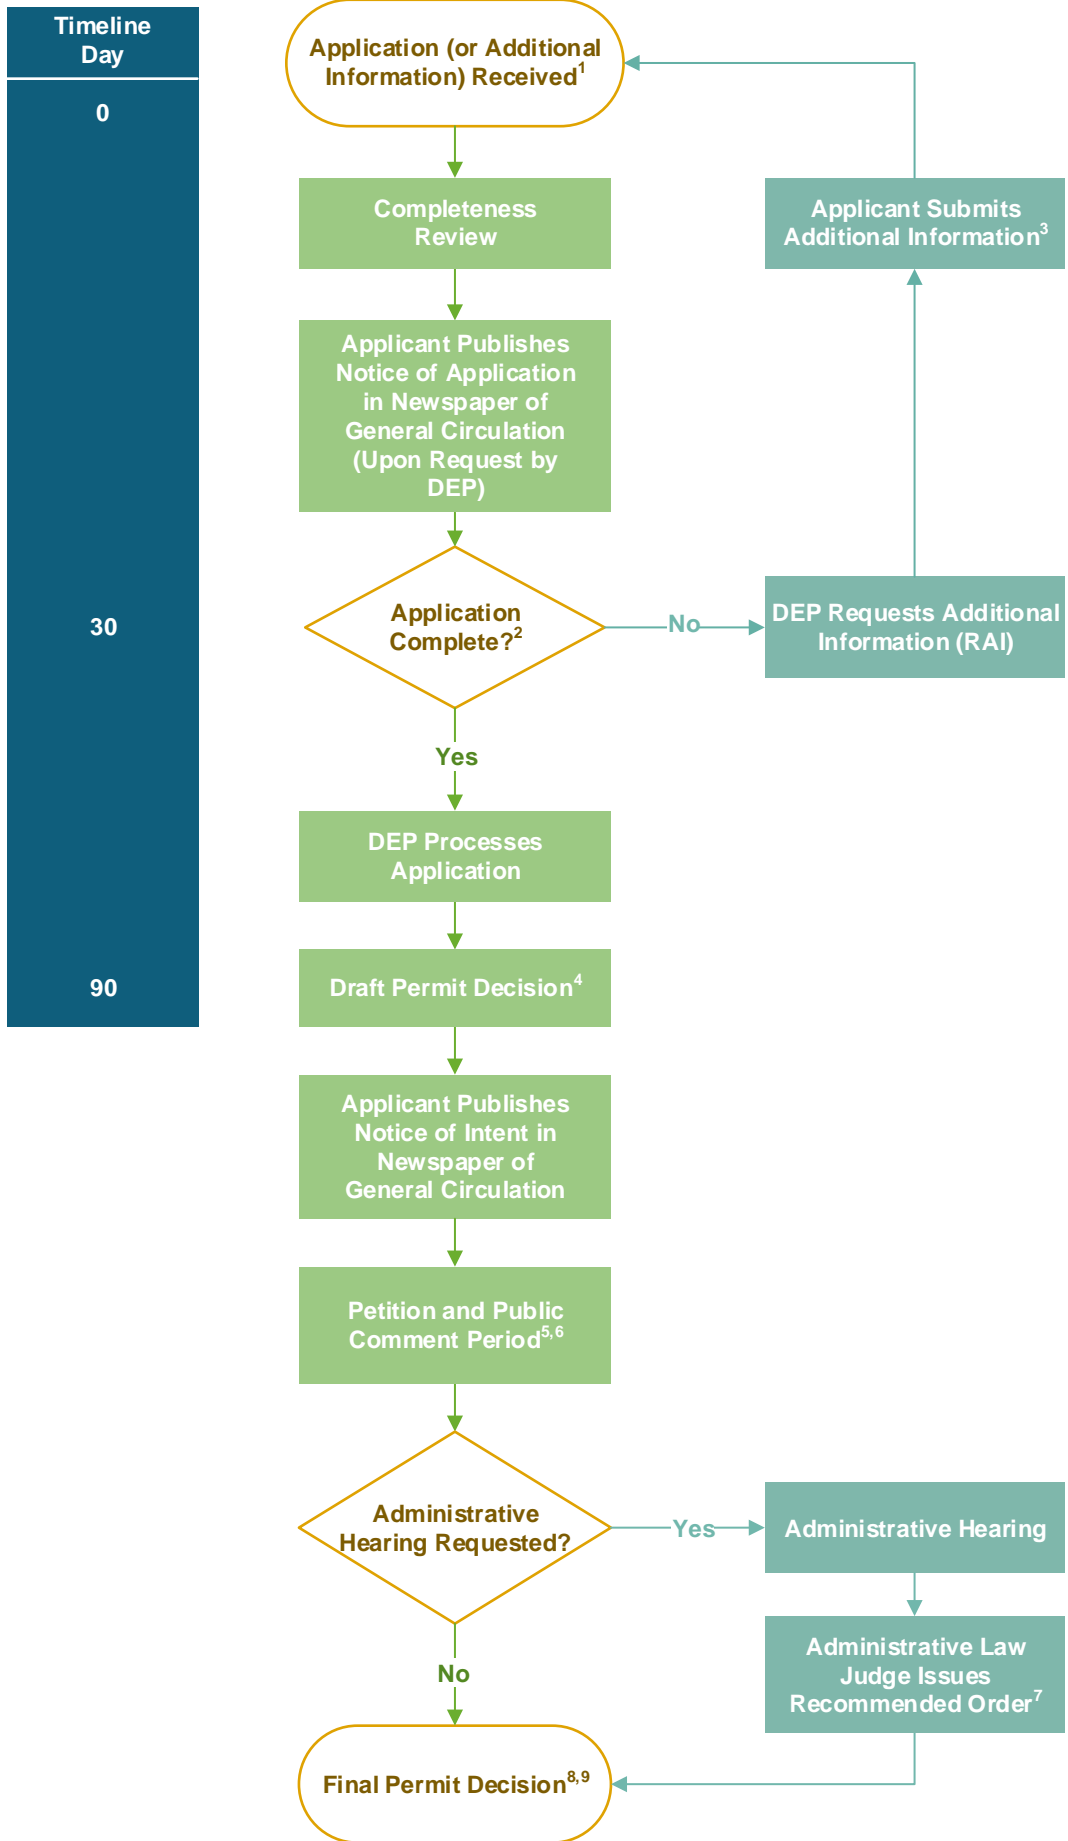 Timeline
Day
0
30
90
Application (or Additional
Information) Received¹
Completeness
Review
Applicant Submits
Additional Information³
Applicant Publishes
Notice of Application
in Newspaper of
General Circulation
(Upon Request by
DEP)
Application
Complete?²
No
DEP Requests Additional
Information (RAI)
Yes
DEP Processes
Application
Draft Permit Decision⁴
Applicant Publishes
Notice of Intent in
Newspaper of
General Circulation
Petition and Public
Comment Period⁵,⁶
Administrative
Hearing Requested?
Yes
Administrative Hearing
Administrative Law
Judge Issues
Recommended Order⁷
No
Final Permit Decision⁸,⁹